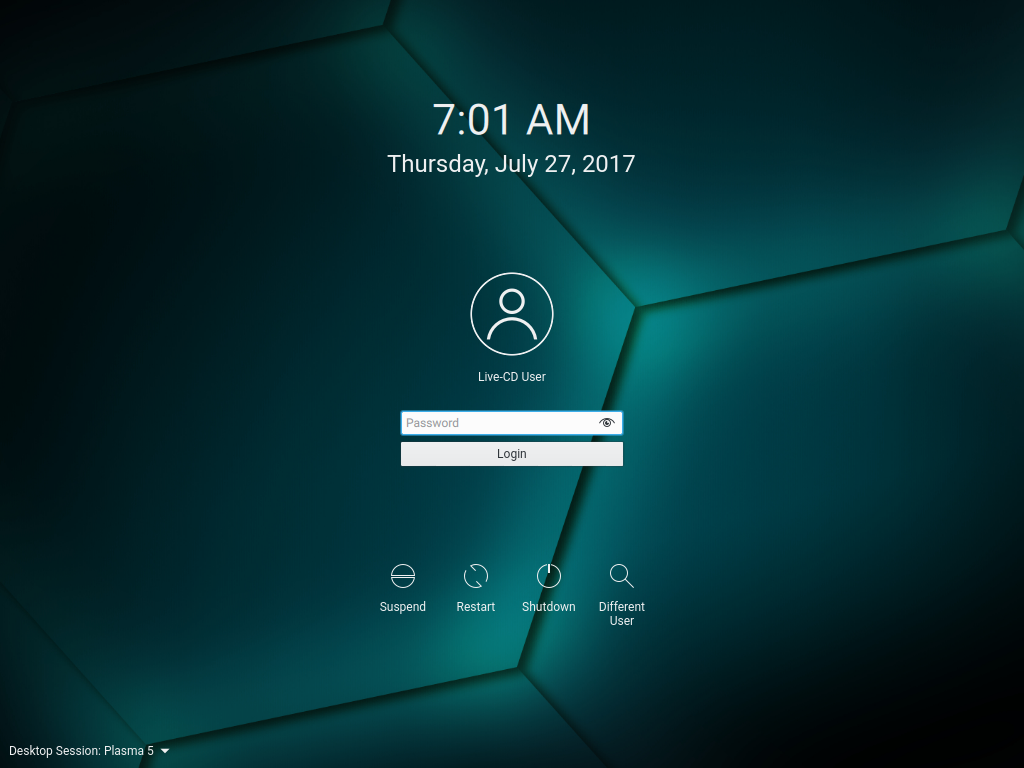 7:01 AM
Thursday, July 27, 2017
Live-CD User
Password
Login
Suspend
Restart
Shutdown
Different
User
Desktop Session: Plasma 5